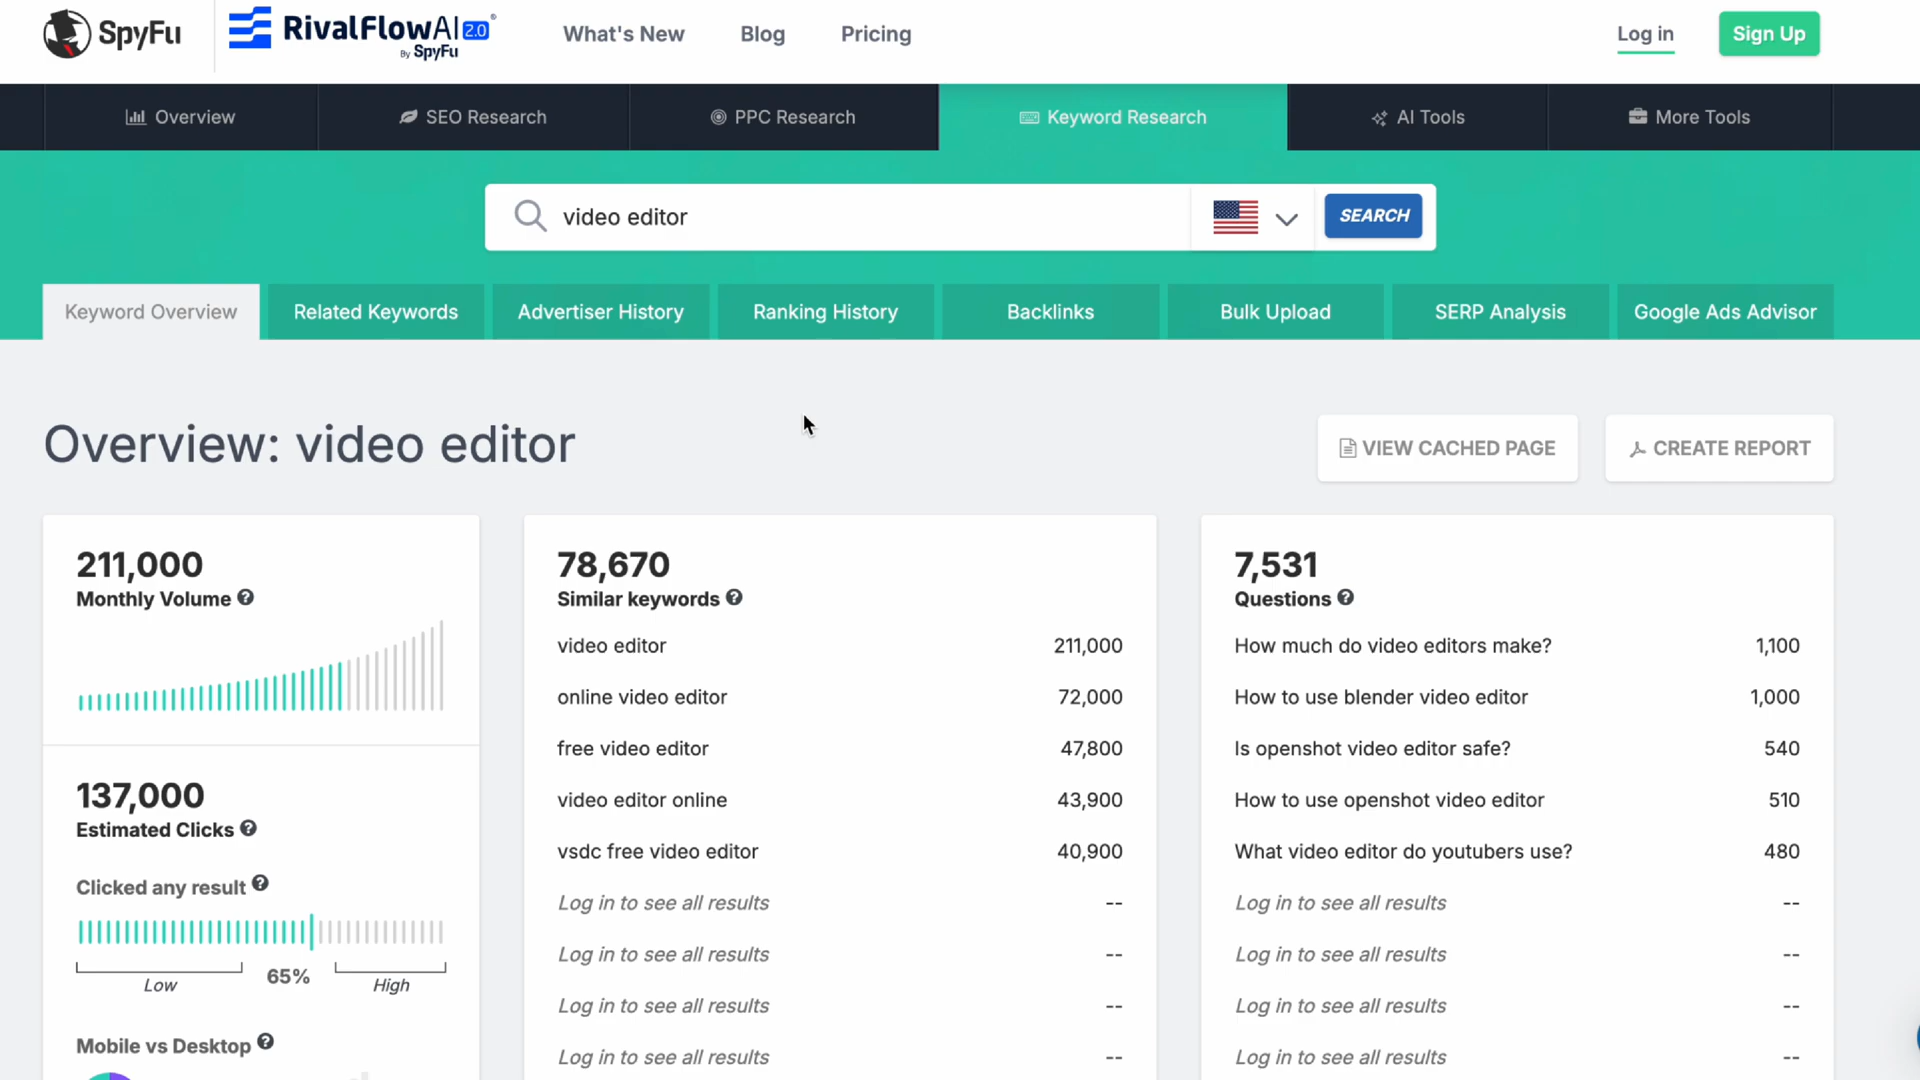 SpyFu
RivalFlowAI 2.0
By SpyFu
What's New
Blog
Pricing
Log in
Sign Up
Overview
SEO Research
PPC Research
Keyword Research
AI Tools
More Tools
video editor
SEARCH
Keyword Overview
Related Keywords
Advertiser History
Ranking History
Backlinks
Bulk Upload
SERP Analysis
Google Ads Advisor
Overview: video editor
VIEW CACHED PAGE
CREATE REPORT
211,000
Monthly Volume
137,000
Estimated Clicks
Clicked any result
Low
65%
High
Mobile vs Desktop
78,670
Similar keywords
video editor 211,000
online video editor 72,000
free video editor 47,800
video editor online 43,900
vsdc free video editor 40,900
Log in to see all results --
Log in to see all results --
Log in to see all results --
Log in to see all results --
7,531
Questions
How much do video editors make? 1,100
How to use blender video editor 1,000
Is openshot video editor safe? 540
How to use openshot video editor 510
What video editor do youtubers use? 480
Log in to see all results --
Log in to see all results --
Log in to see all results --
Log in to see all results --